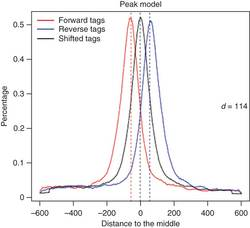 Peak model
Forward tags
Reverse tags
Shifted tags
d = 114
Percentage
0.5
0.4
0.3
0.2
0.1
0
−600 −400 −200 0 200 400 600
Distance to the middle